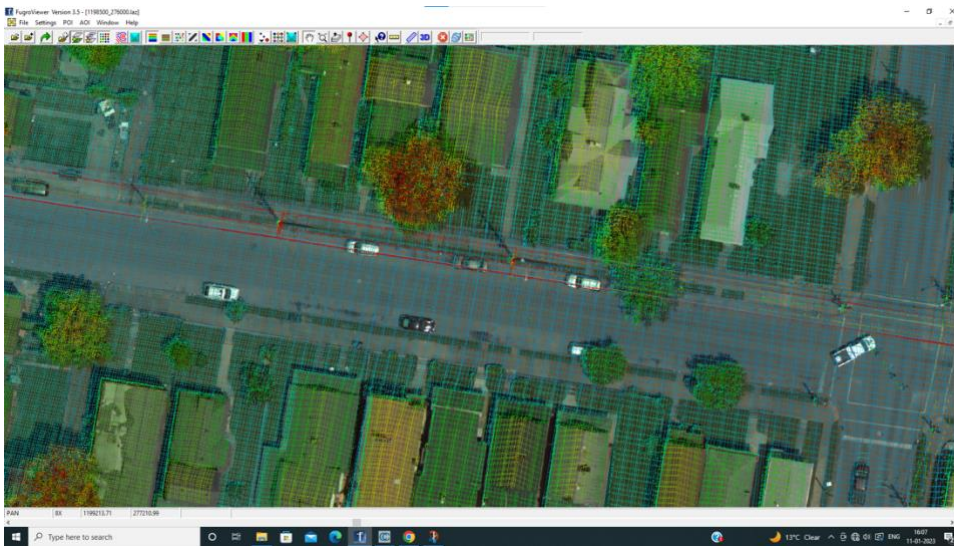 FugroViewer Version 3.5 - [1198500_276000.laz]
File Settings POI AOI Window Help
3D
PAN 8X 1199213.71 277210.99
Type here to search
13°C Clear ENG 16:07
11-01-2023